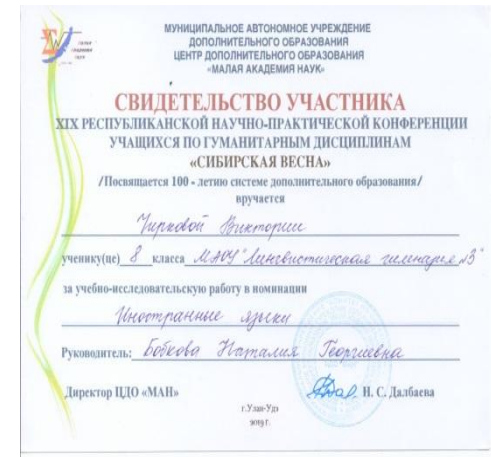 МУНИЦИПАЛЬНОЕ АВТОНОМНОЕ УЧРЕЖДЕНИЕ
ДОПОЛНИТЕЛЬНОГО ОБРАЗОВАНИЯ
ЦЕНТР ДОПОЛНИТЕЛЬНОГО ОБРАЗОВАНИЯ
«МАЛАЯ АКАДЕМИЯ НАУК»
СВИДЕТЕЛЬСТВО УЧАСТНИКА
XIX РЕСПУБЛИКАНСКОЙ НАУЧНО-ПРАКТИЧЕСКОЙ КОНФЕРЕНЦИИ
УЧАЩИХСЯ ПО ГУМАНИТАРНЫМ ДИСЦИПЛИНАМ
«СИБИРСКАЯ ВЕСНА»
/Посвящается 100 - летию системе дополнительного образования/
вручается
Чирковой Виктории
ученику(це) 8 класса МАОУ "Лингвистическая гимназия №3"
за учебно-исследовательскую работу в номинации
Иностранные языки
Руководитель: Бобкова Наталия Георгиевна
Директор ЦДО «МАН» Н. С. Далбаева
г.Улан-Удэ
2019 г.